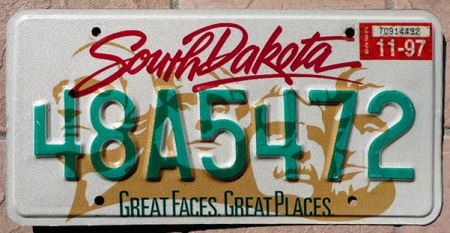 South Dakota
70914492
11-97
48A5472
GREAT FACES. GREAT PLACES.